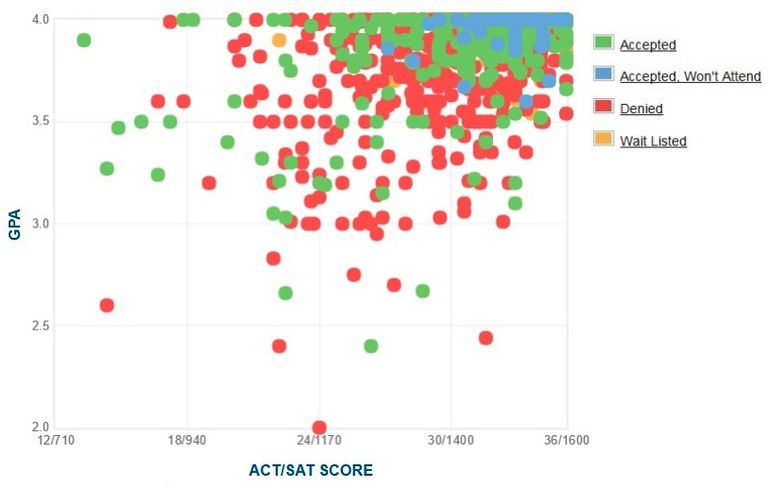 4.0
Accepted
Accepted, Won't Attend
Denied
Wait Listed
3.5
3.0
2.5
2.0
GPA
12/710 18/940 24/1170 30/1400 36/1600
ACT/SAT SCORE